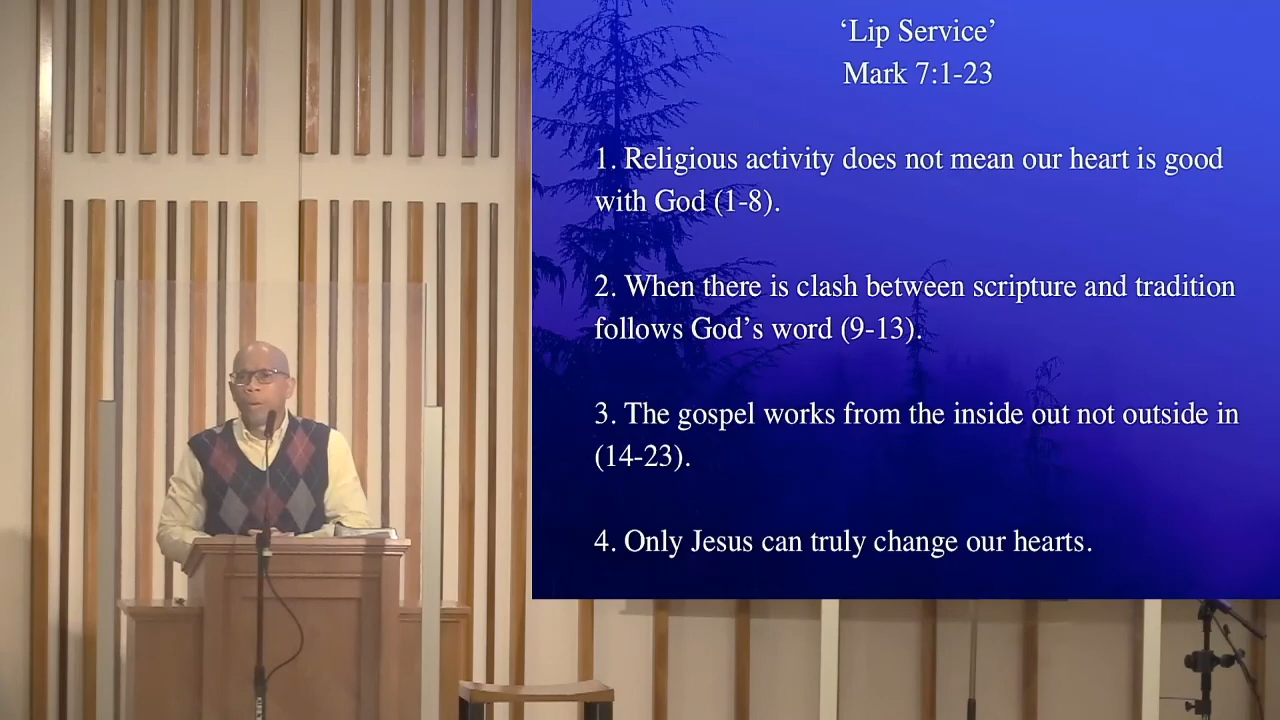 ‘Lip Service’
Mark 7:1-23
1. Religious activity does not mean our heart is good
with God (1-8).
2. When there is clash between scripture and tradition
follows God’s word (9-13).
3. The gospel works from the inside out not outside in
(14-23).
4. Only Jesus can truly change our hearts.